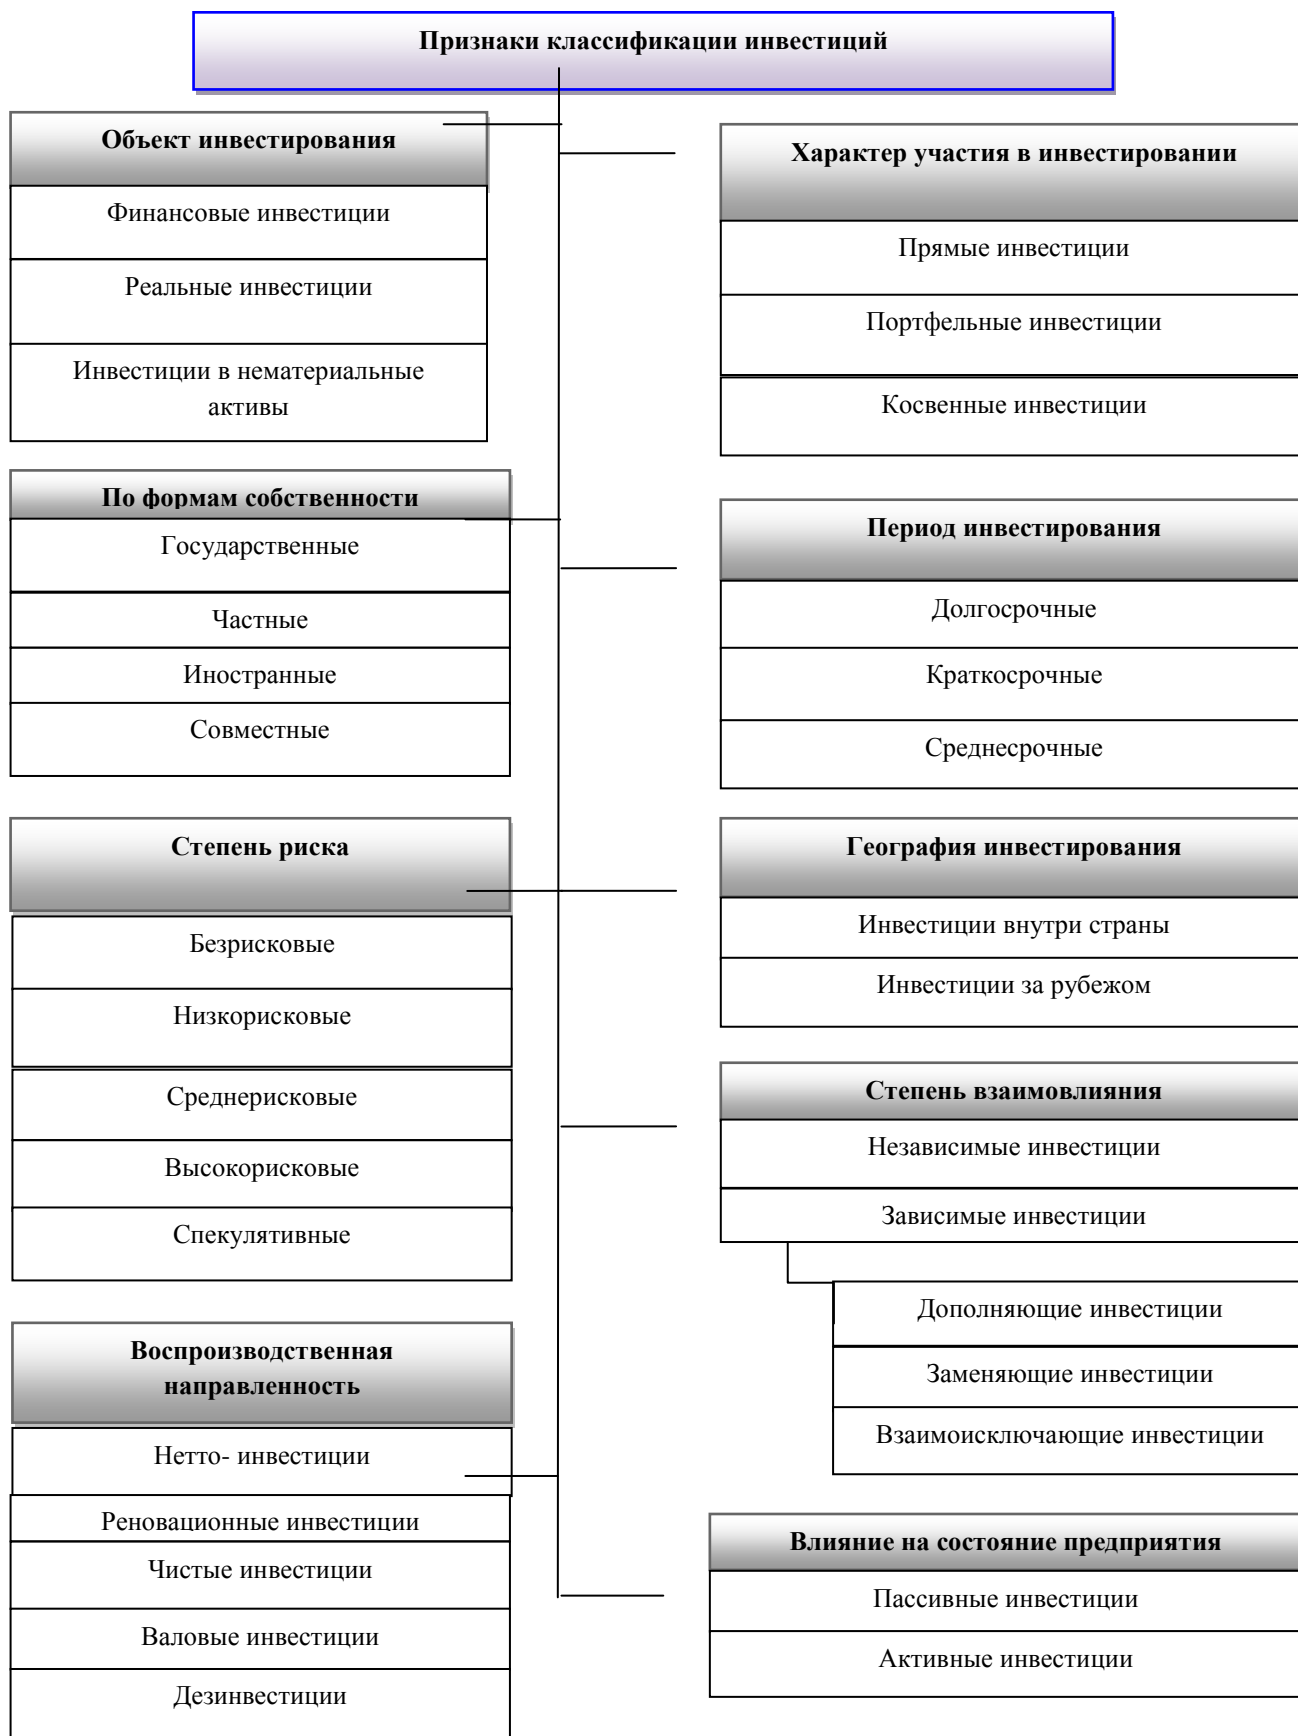 Признаки классификации инвестиций
Объект инвестирования
Финансовые инвестиции
Реальные инвестиции
Инвестиции в нематериальные
активы
По формам собственности
Государственные
Частные
Иностранные
Совместные
Степень риска
Безрисковые
Низкорисковые
Среднерисковые
Высокорисковые
Спекулятивные
Воспроизводственная
направленность
Нетто- инвестиции
Реновационные инвестиции
Чистые инвестиции
Валовые инвестиции
Дезинвестиции
Характер участия в инвестировании
Прямые инвестиции
Портфельные инвестиции
Косвенные инвестиции
Период инвестирования
Долгосрочные
Краткосрочные
Среднесрочные
География инвестирования
Инвестиции внутри страны
Инвестиции за рубежом
Степень взаимовлияния
Независимые инвестиции
Зависимые инвестиции
Дополняющие инвестиции
Заменяющие инвестиции
Взаимоисключающие инвестиции
Влияние на состояние предприятия
Пассивные инвестиции
Активные инвестиции